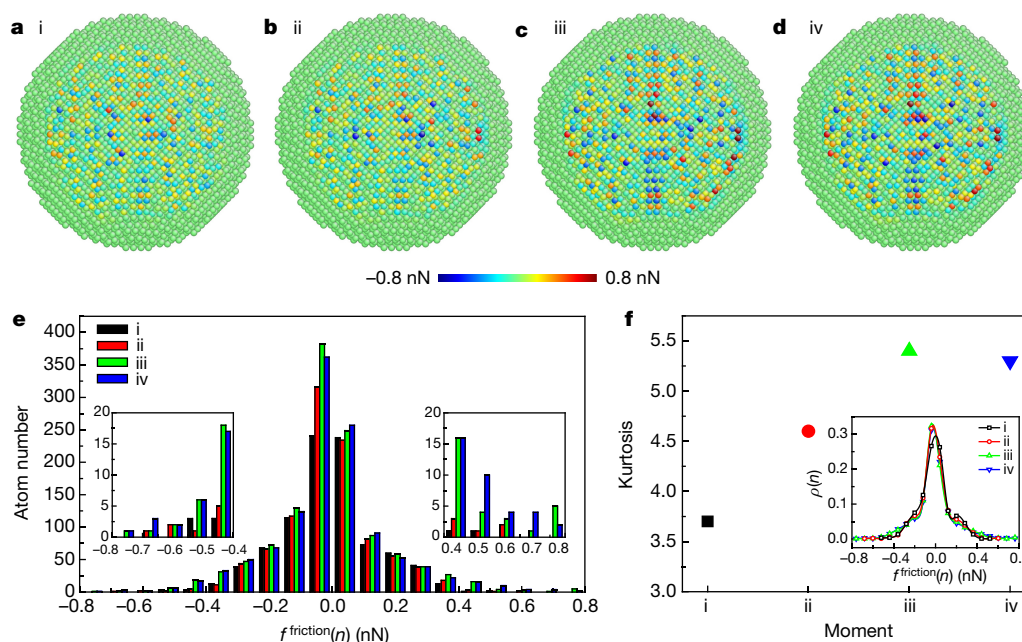 a i
b ii
c iii
d iv
−0.8 nN 0.8 nN
e
i
ii
iii
iv
Atom number
400
350
300
250
200
150
100
50
0
20
15
10
5
0
−0.8 −0.7 −0.6 −0.5 −0.4
20
15
10
5
0
0.4 0.5 0.6 0.7 0.8
−0.8 −0.6 −0.4 −0.2 0.0 0.2 0.4 0.6 0.8
f friction(n) (nN)
f
Kurtosis
5.5
5.0
4.5
4.0
3.5
3.0
i ii iii iv
Moment
ρ(n)
0.3
0.2
0.1
0.0
i
ii
iii
iv
−0.8 −0.4 0.0 0.4 0.8
f friction(n) (nN)